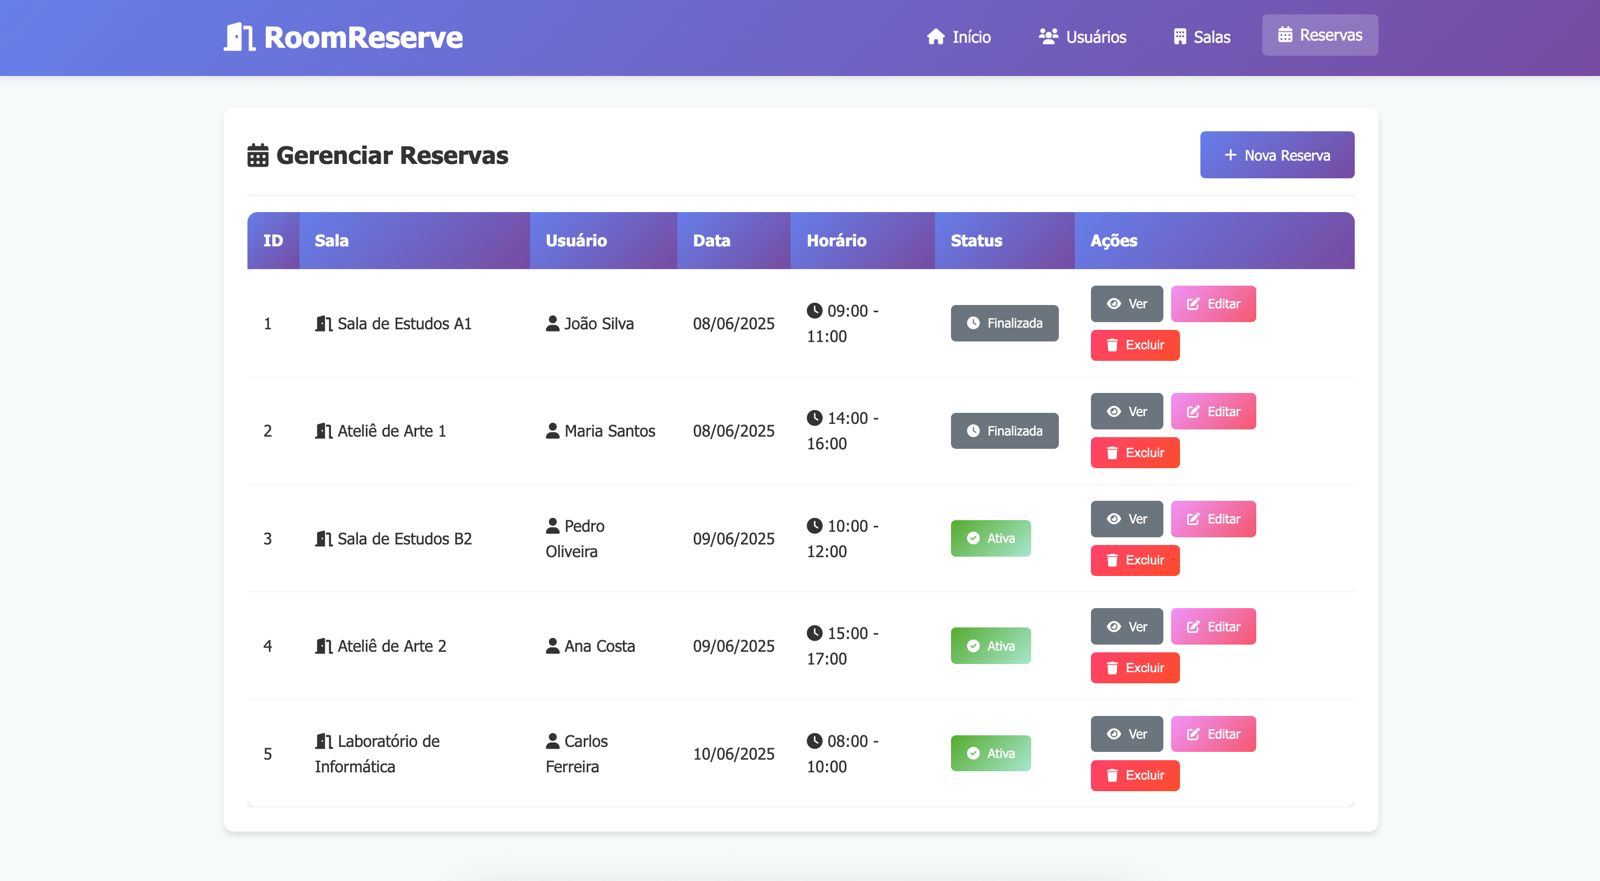 RoomReserve
Início Usuários Salas Reservas
Gerenciar Reservas
+ Nova Reserva
ID Sala Usuário Data Horário Status Ações
1 Sala de Estudos A1 João Silva 08/06/2025 09:00 -
11:00 Finalizada Ver Editar
Excluir
2 Ateliê de Arte 1 Maria Santos 08/06/2025 14:00 -
16:00 Finalizada Ver Editar
Excluir
3 Sala de Estudos B2 Pedro
Oliveira 09/06/2025 10:00 -
12:00 Ativa Ver Editar
Excluir
4 Ateliê de Arte 2 Ana Costa 09/06/2025 15:00 -
17:00 Ativa Ver Editar
Excluir
5 Laboratório de
Informática Carlos
Ferreira 10/06/2025 08:00 -
10:00 Ativa Ver Editar
Excluir